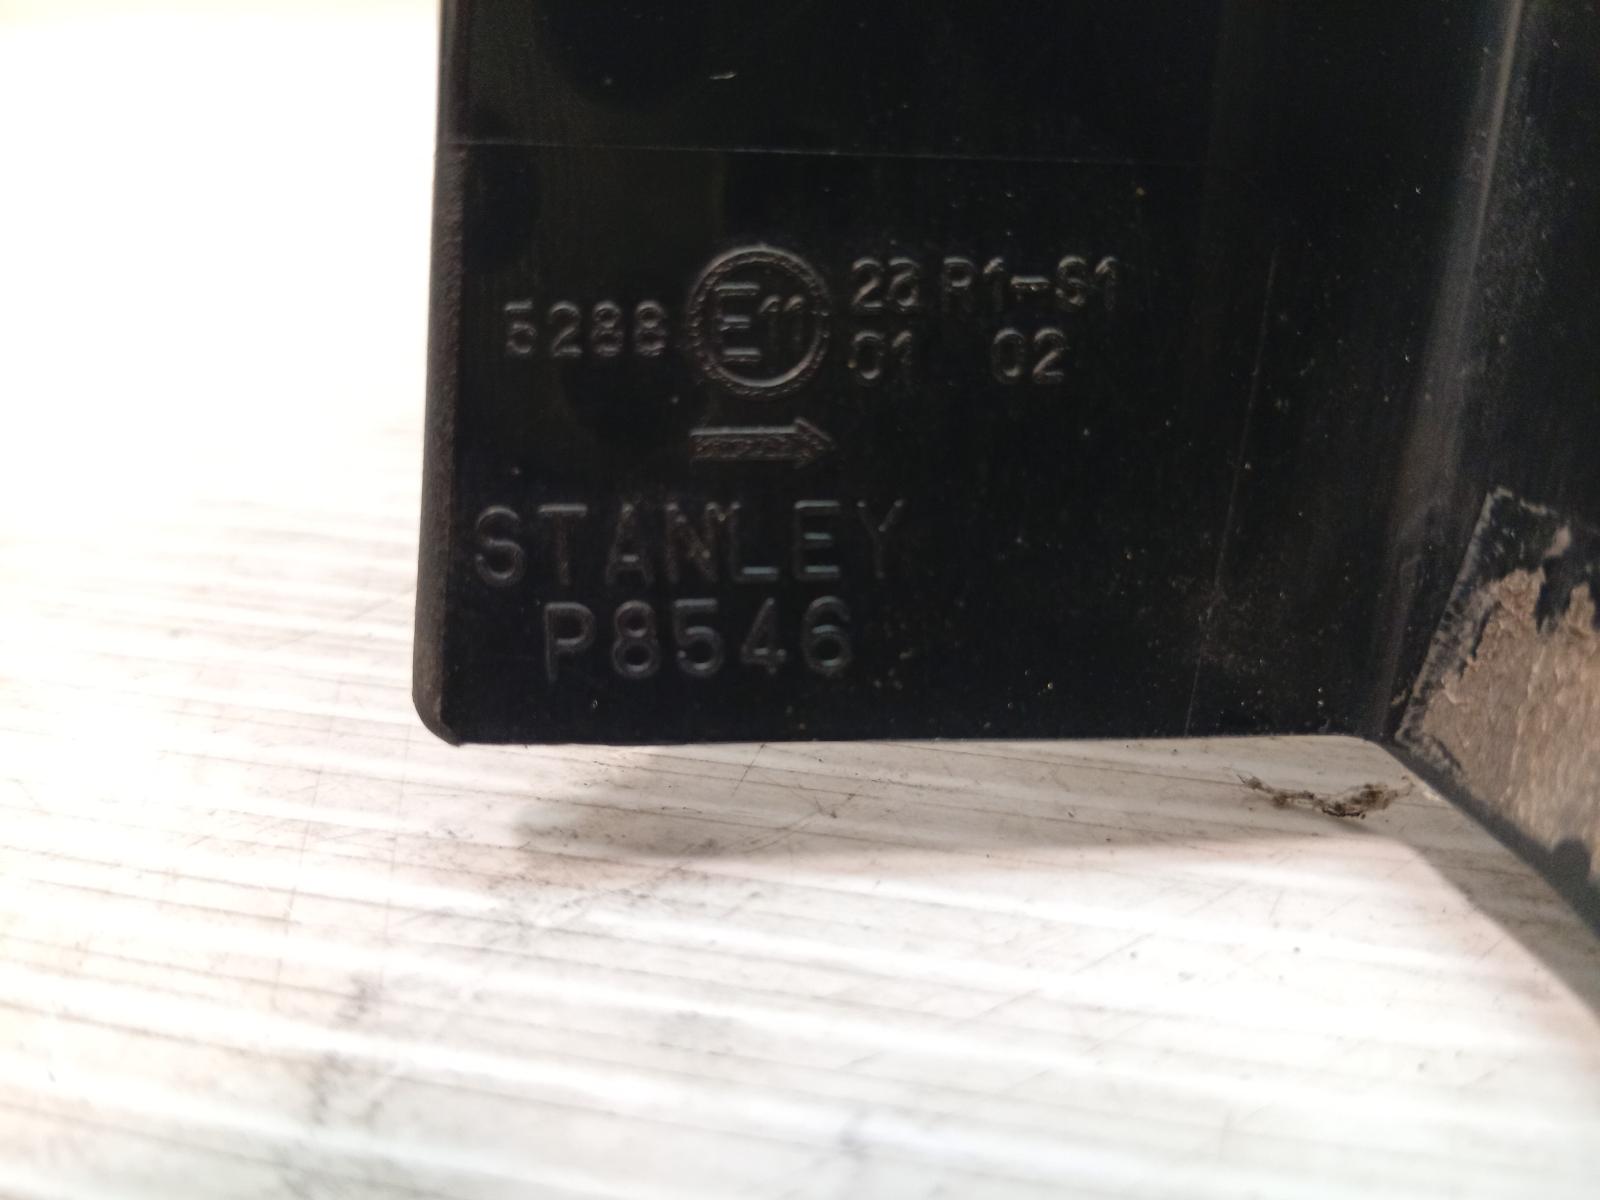 5288 E11 2a R1-S1
01 02
STANLEY
P8546